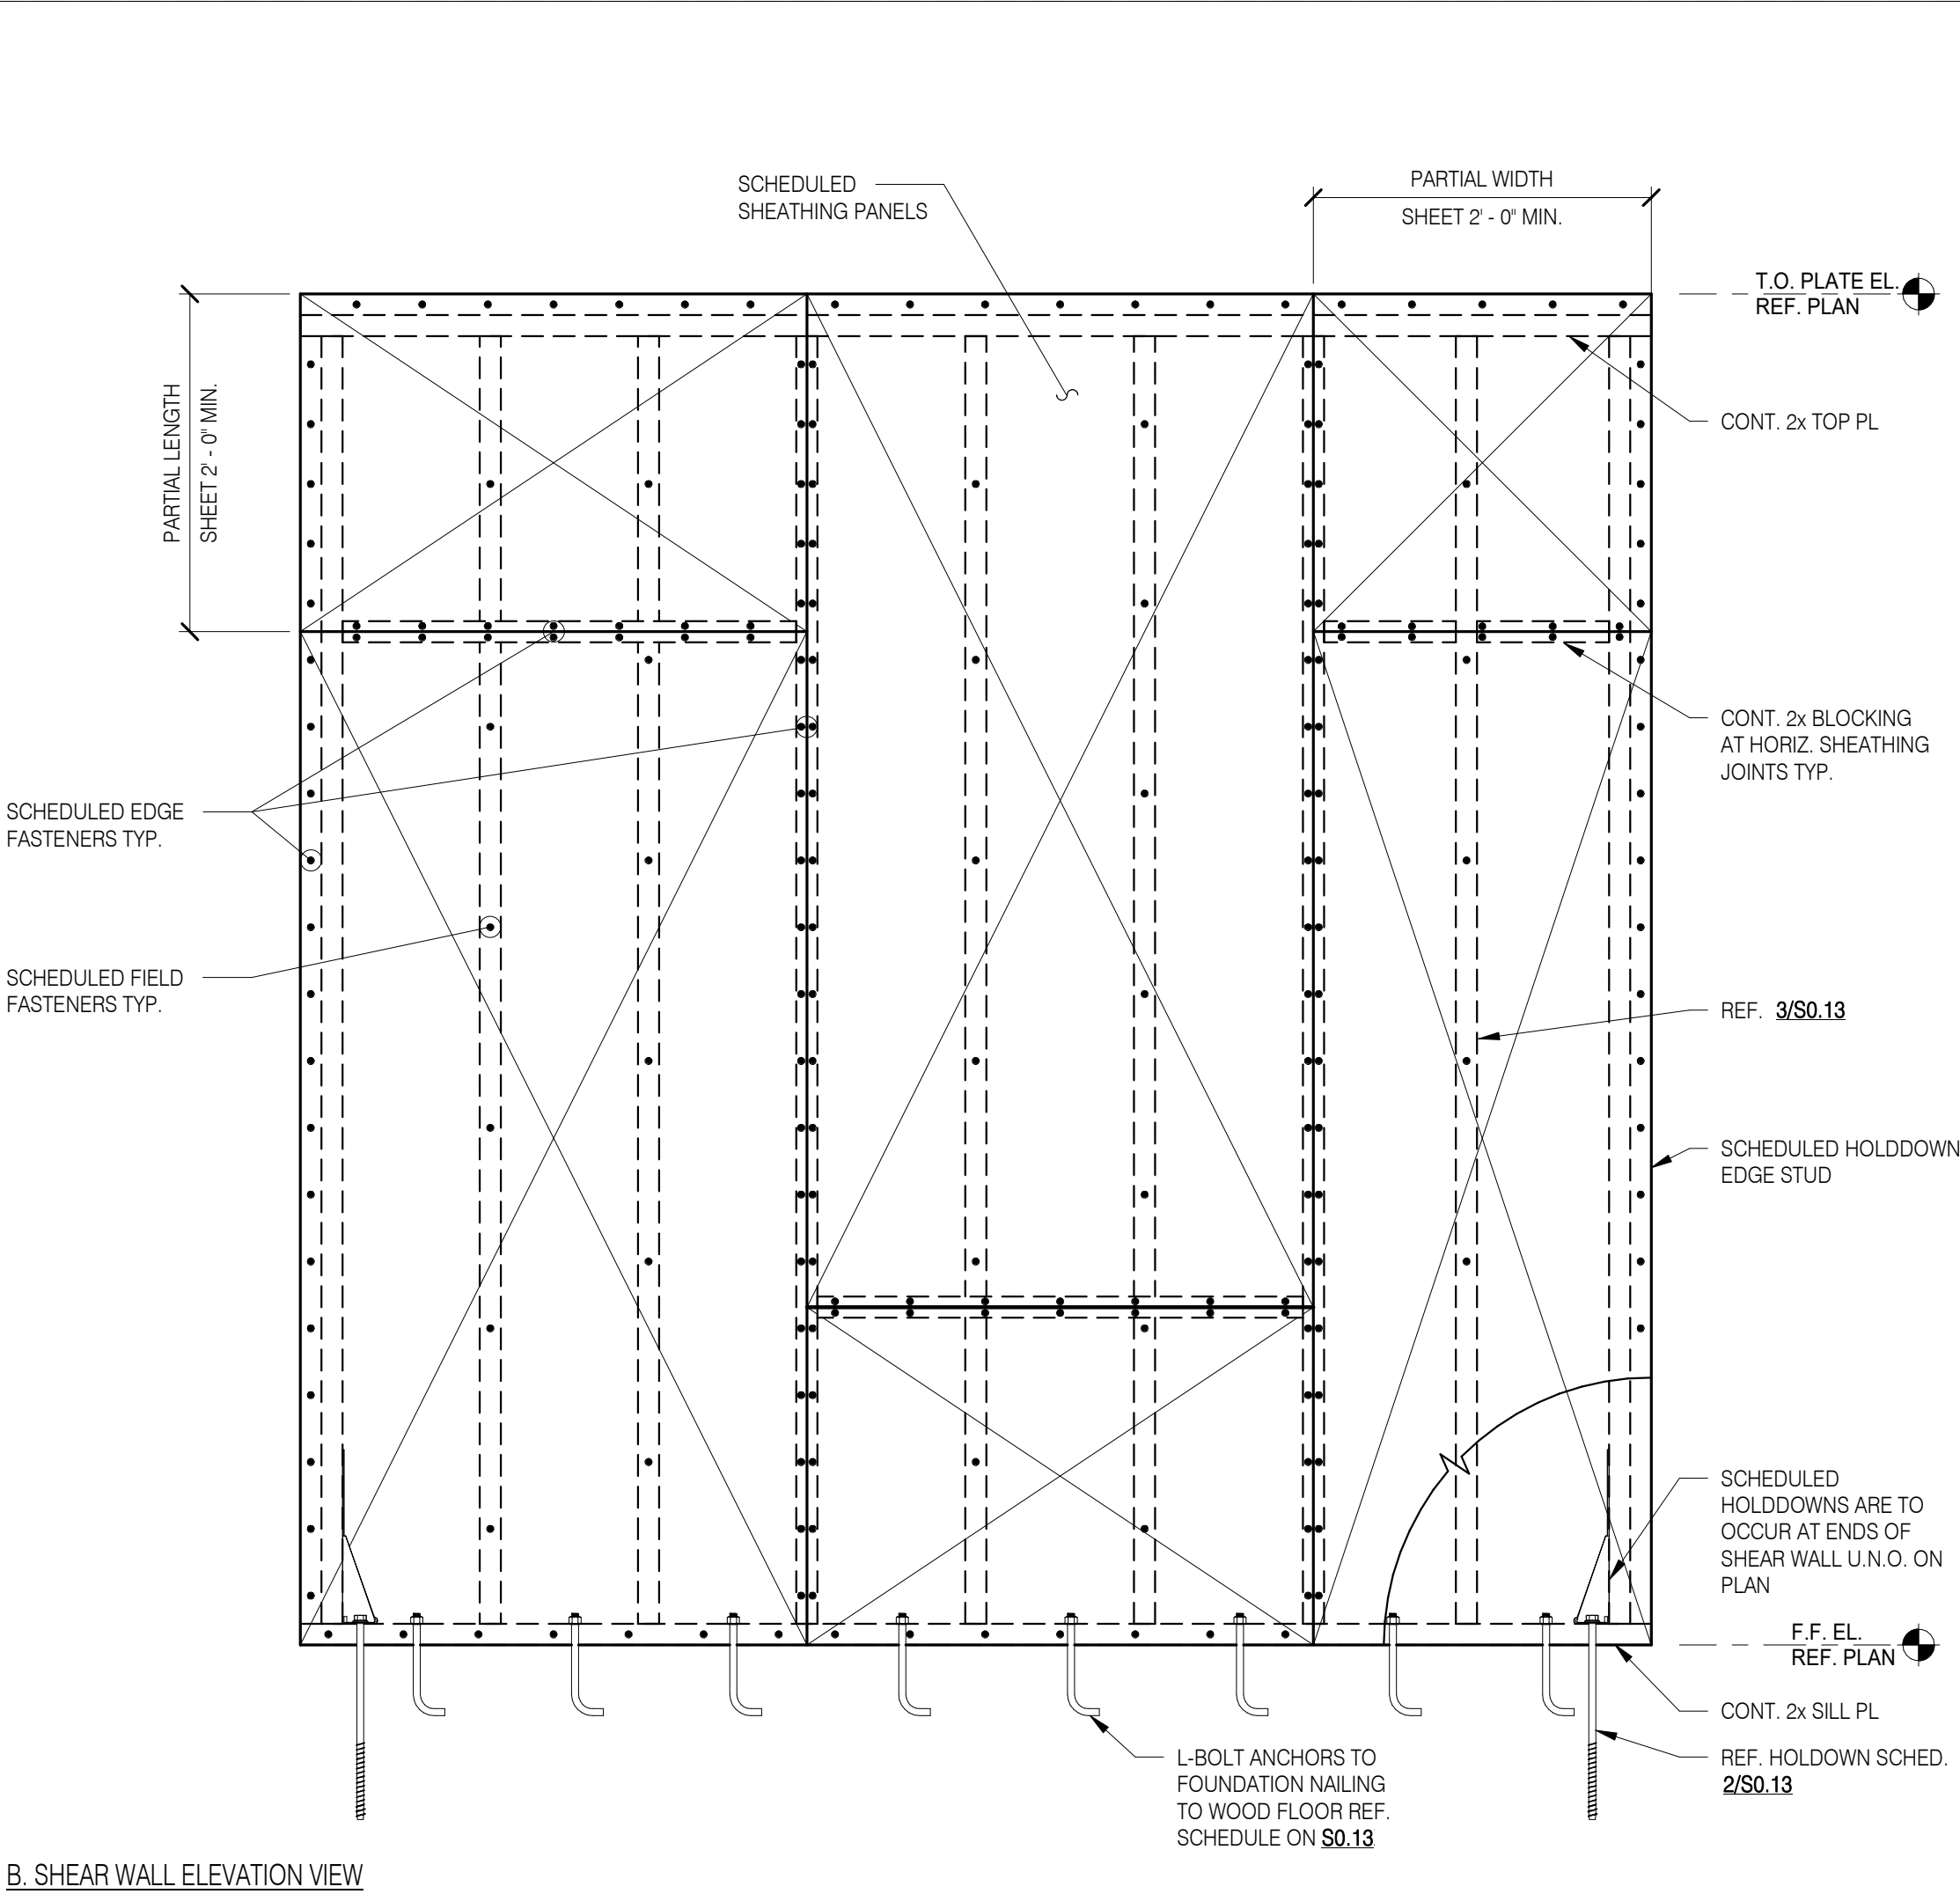 SCHEDULED
SHEATHING PANELS
PARTIAL WIDTH
SHEET 2' - 0" MIN.
T.O. PLATE EL.
REF. PLAN
PARTIAL LENGTH
SHEET 2' - 0" MIN.
CONT. 2x TOP PL
CONT. 2x BLOCKING
AT HORIZ. SHEATHING
JOINTS TYP.
SCHEDULED EDGE
FASTENERS TYP.
SCHEDULED FIELD
FASTENERS TYP.
REF. 3/S0.13
SCHEDULED HOLDDOWN
EDGE STUD
SCHEDULED
HOLDDOWNS ARE TO
OCCUR AT ENDS OF
SHEAR WALL U.N.O. ON
PLAN
F.F. EL.
REF. PLAN
CONT. 2x SILL PL
REF. HOLDOWN SCHED.
2/S0.13
L-BOLT ANCHORS TO
FOUNDATION NAILING
TO WOOD FLOOR REF.
SCHEDULE ON S0.13
B. SHEAR WALL ELEVATION VIEW